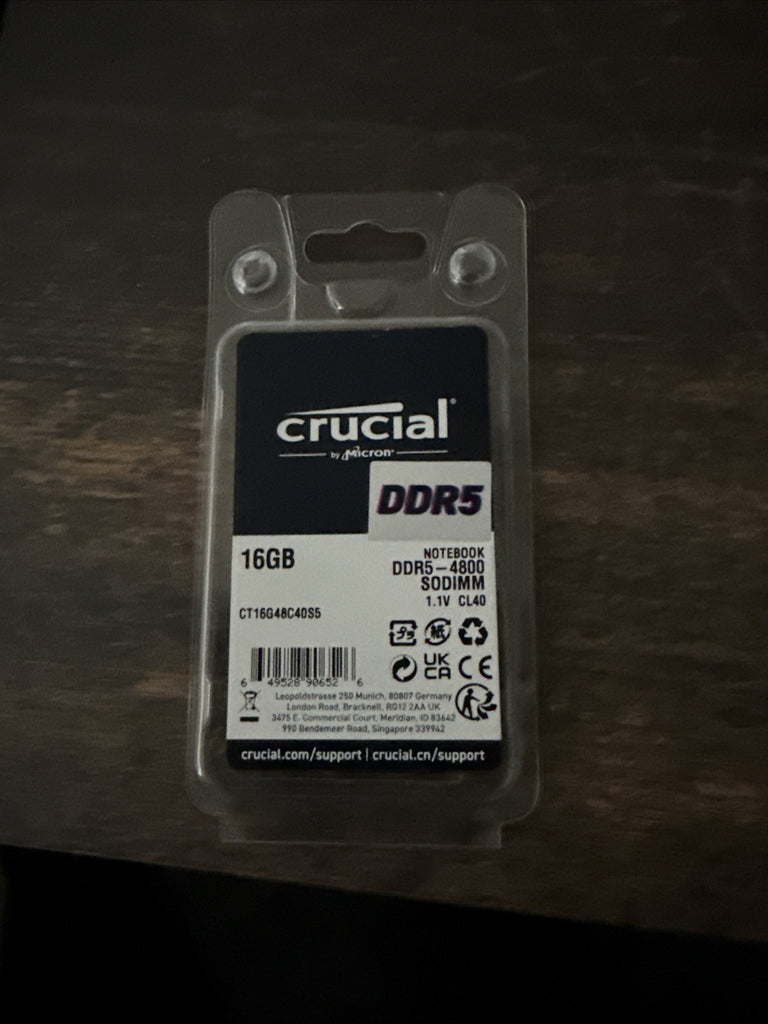 crucial®
by Micron®
DDR5
16GB
NOTEBOOK
DDR5-4800
SODIMM
1.1V CL40
CT16G48C40S5
紙
UK
CA
CE
6 49528 90652 6
Leopoldstrasse 250 Munich, 80807 Germany
London Road, Bracknell, RG12 2AA UK
3475 E. Commercial Court, Meridian, ID 83642
990 Bendemeer Road, Singapore 339942
crucial.com/support | crucial.cn/support